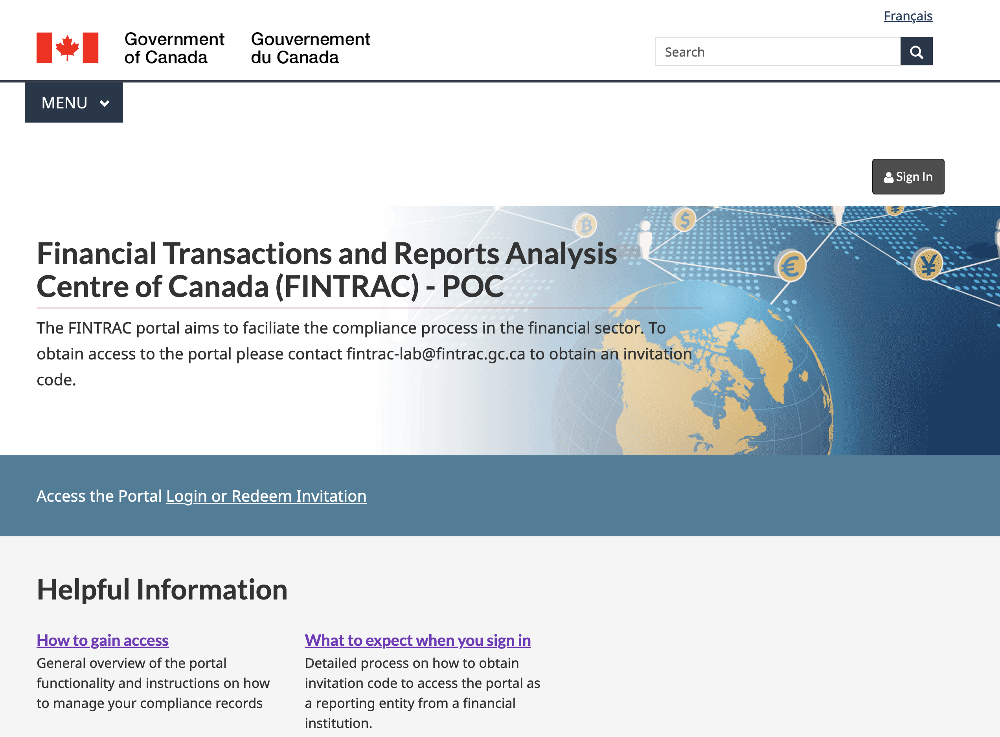 Français
Government
of Canada
Gouvernement
du Canada
Search
MENU
Sign In
Financial Transactions and Reports Analysis
Centre of Canada (FINTRAC) - POC
The FINTRAC portal aims to faciliate the compliance process in the financial sector. To
obtain access to the portal please contact fintrac-lab@fintrac.gc.ca to obtain an invitation
code.
Access the Portal Login or Redeem Invitation
Helpful Information
How to gain access
General overview of the portal
functionality and instructions on how
to manage your compliance records
What to expect when you sign in
Detailed process on how to obtain
invitation code to access the portal as
a reporting entity from a financial
institution.